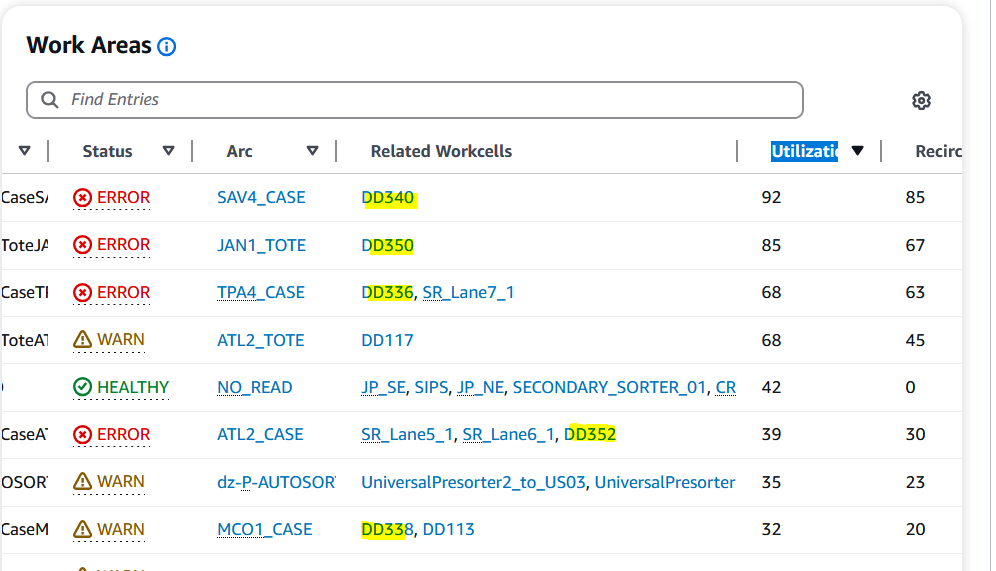 Work Areas
Find Entries
Status Arc Related Workcells Utilizatio Recirc
CaseSA ERROR SAV4_CASE DD340 92 85
ToteJA ERROR JAN1_TOTE DD350 85 67
CaseTP ERROR TPA4_CASE DD336, SR_Lane7_1 68 63
ToteAT WARN ATL2_TOTE DD117 68 45
HEALTHY NO_READ JP_SE, SIPS, JP_NE, SECONDARY_SORTER_01, CR 42 0
CaseAT ERROR ATL2_CASE SR_Lane5_1, SR_Lane6_1, DD352 39 30
OSORT WARN dz-P-AUTOSOR UniversalPresorter2_to_US03, UniversalPresorter 35 23
CaseM WARN MCO1_CASE DD338, DD113 32 20